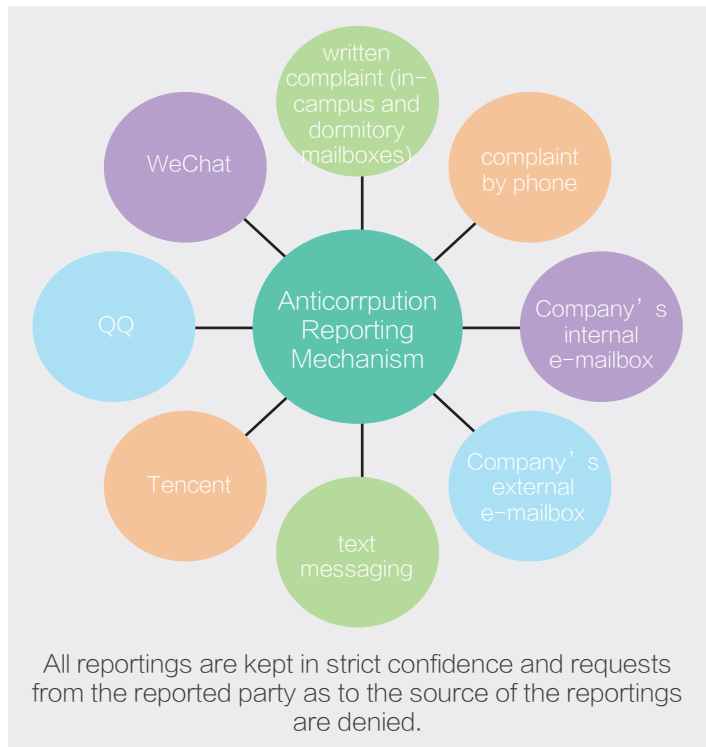 written
complaint (in-
campus and
dormitory
mailboxes)
complaint
by phone
Company's
internal
e-mailbox
Company's
external
e-mailbox
text
messaging
Tencent
QQ
WeChat
Anticorrpution
Reporting
Mechanism
All reportings are kept in strict confidence and requests
from the reported party as to the source of the reportings
are denied.